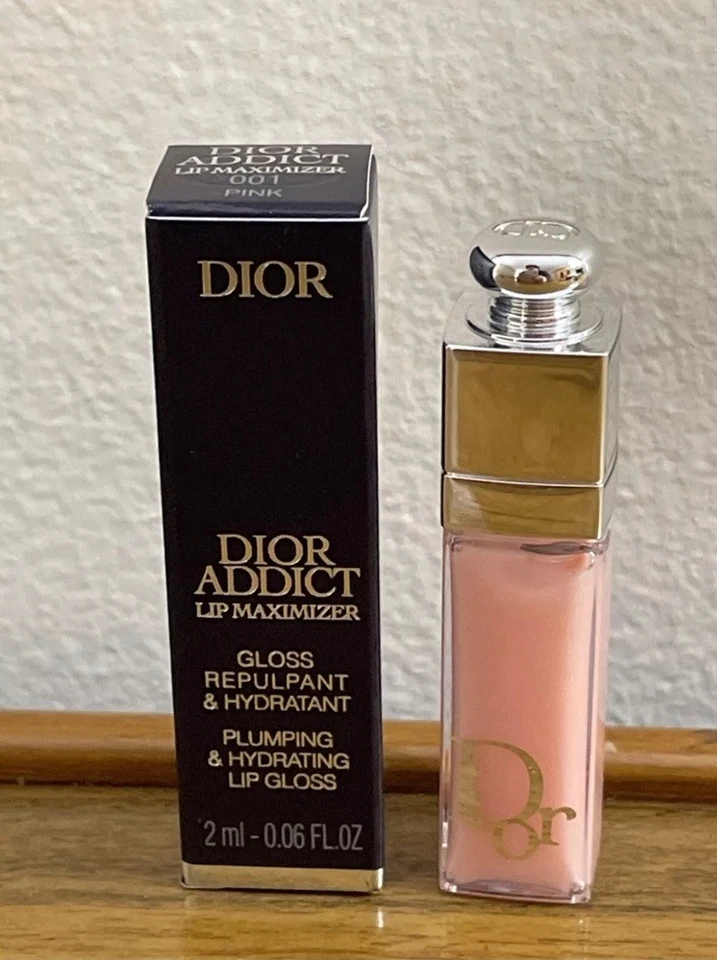 DIOR
ADDICT
LIP MAXIMIZER
001
PINK
DIOR
DIOR
ADDICT
LIP MAXIMIZER
GLOSS
REPULPANT
& HYDRATANT
PLUMPING
& HYDRATING
LIP GLOSS
2 ml - 0.06 FL.OZ
DIOR
Dior